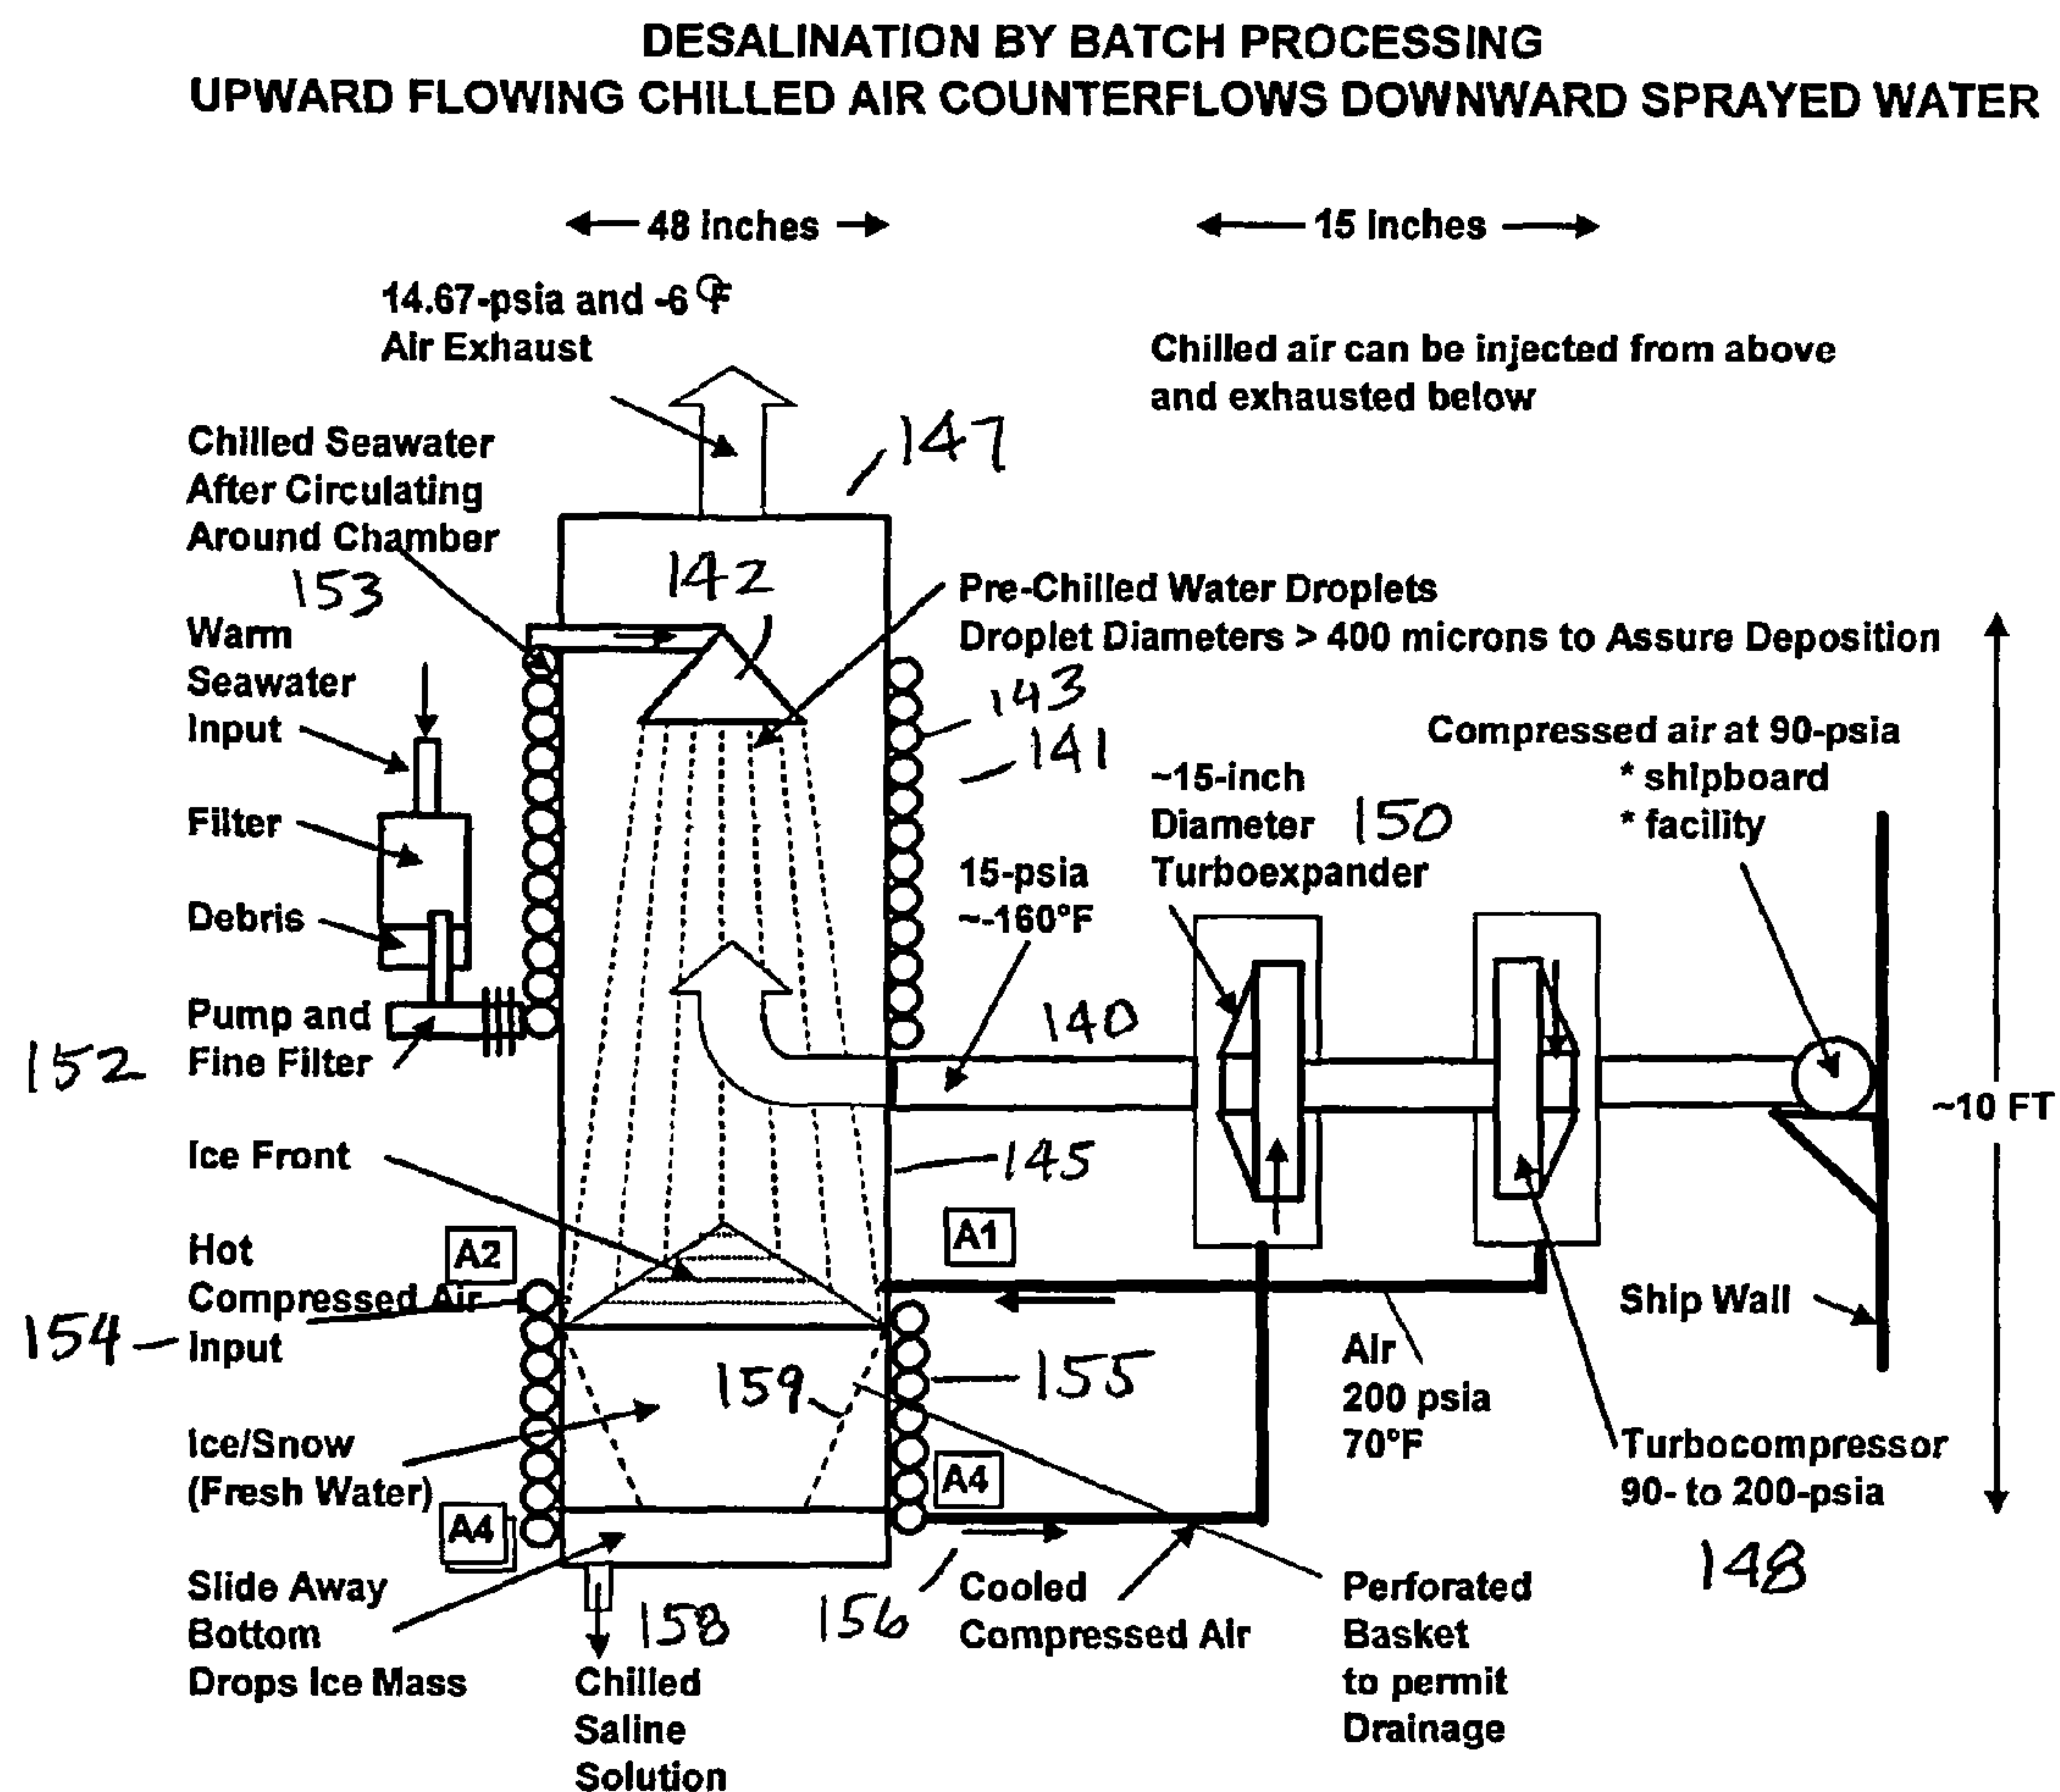 DESALINATION BY BATCH PROCESSING
UPWARD FLOWING CHILLED AIR COUNTERFLOWS DOWNWARD SPRAYED WATER
48 inches
15 inches
14.67-psia and -6 °F
Air Exhaust
Chilled air can be injected from above
and exhausted below
147
Chilled Seawater
After Circulating
Around Chamber
153
142
Pre-Chilled Water Droplets
Droplet Diameters > 400 microns to Assure Deposition
143
141
Warm
Seawater
Input
Filter
Debris
Pump and
Fine Filter
152
15-psia
~-160°F
~15-inch
Diameter
Turboexpander
150
Compressed air at 90-psia
* shipboard
* facility
140
~10 FT
Ice Front
145
A2
A1
Hot
Compressed Air
Input
154
155
159
Air
200 psia
70°F
Ship Wall
Turbocompressor
90- to 200-psia
148
Ice/Snow
(Fresh Water)
A4
A4
Slide Away
Bottom
Drops Ice Mass
158
Chilled
Saline
Solution
156
Cooled
Compressed Air
Perforated
Basket
to permit
Drainage